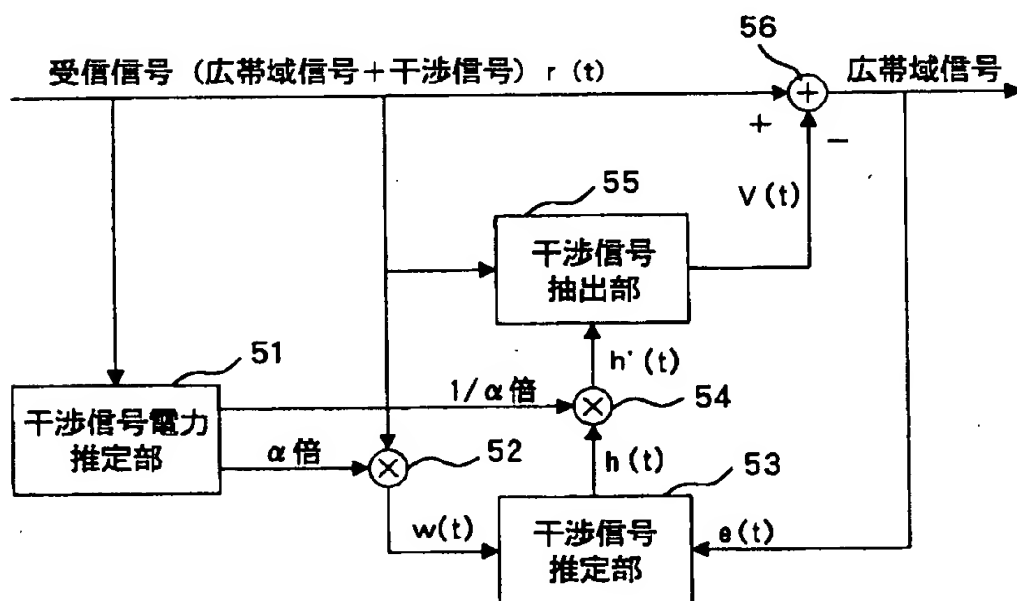 56
受信信号 (広帯域信号+干渉信号) r (t)
広帯域信号
+
+
−
55
V (t)
干渉信号
抽出部
51
h' (t)
1/α倍
×
54
干渉信号電力
推定部
α倍
×
52
h (t)
53
w(t)
干渉信号
推定部
e(t)